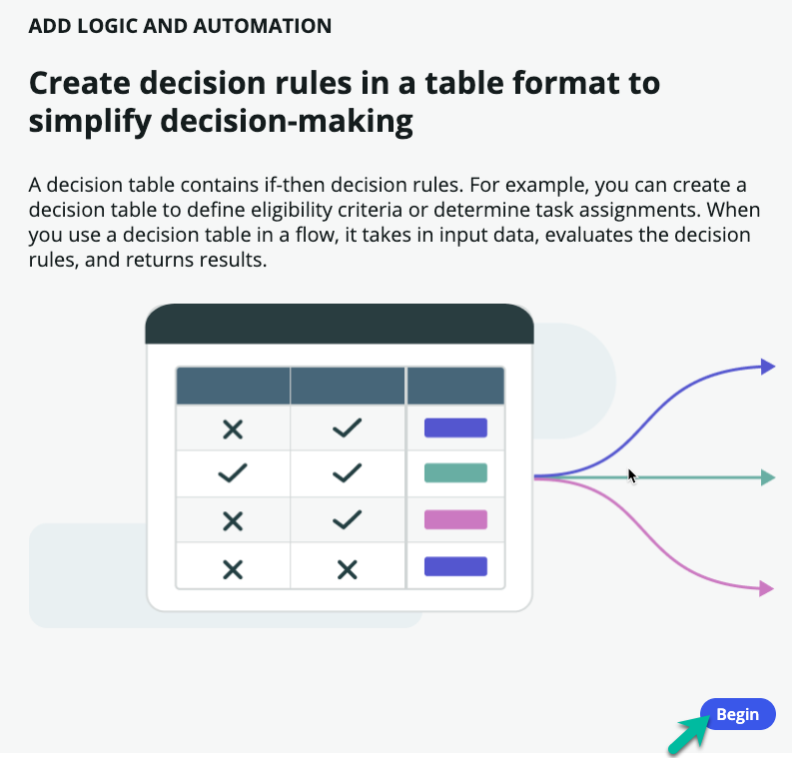 ADD LOGIC AND AUTOMATION
Create decision rules in a table format to
simplify decision-making
A decision table contains if-then decision rules. For example, you can create a
decision table to define eligibility criteria or determine task assignments. When
you use a decision table in a flow, it takes in input data, evaluates the decision
rules, and returns results.
Begin